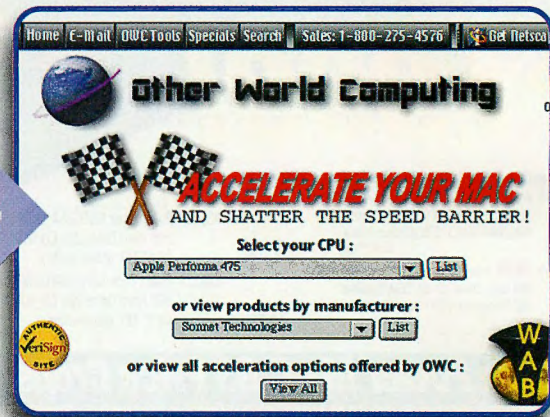 Home E-Mail OWC Tools Specials Search Sales: 1-800-275-4576 Get Netsca
Other World Computing
ACCELERATE YOUR MAC
AND SHATTER THE SPEED BARRIER!
Select your CPU :
Apple Performa 475 List
or view products by manufacturer :
Sonnet Technologies List
AUTHENTIC
VeriSign
SITE
or view all acceleration options offered by OWC :
View All
W
A
B